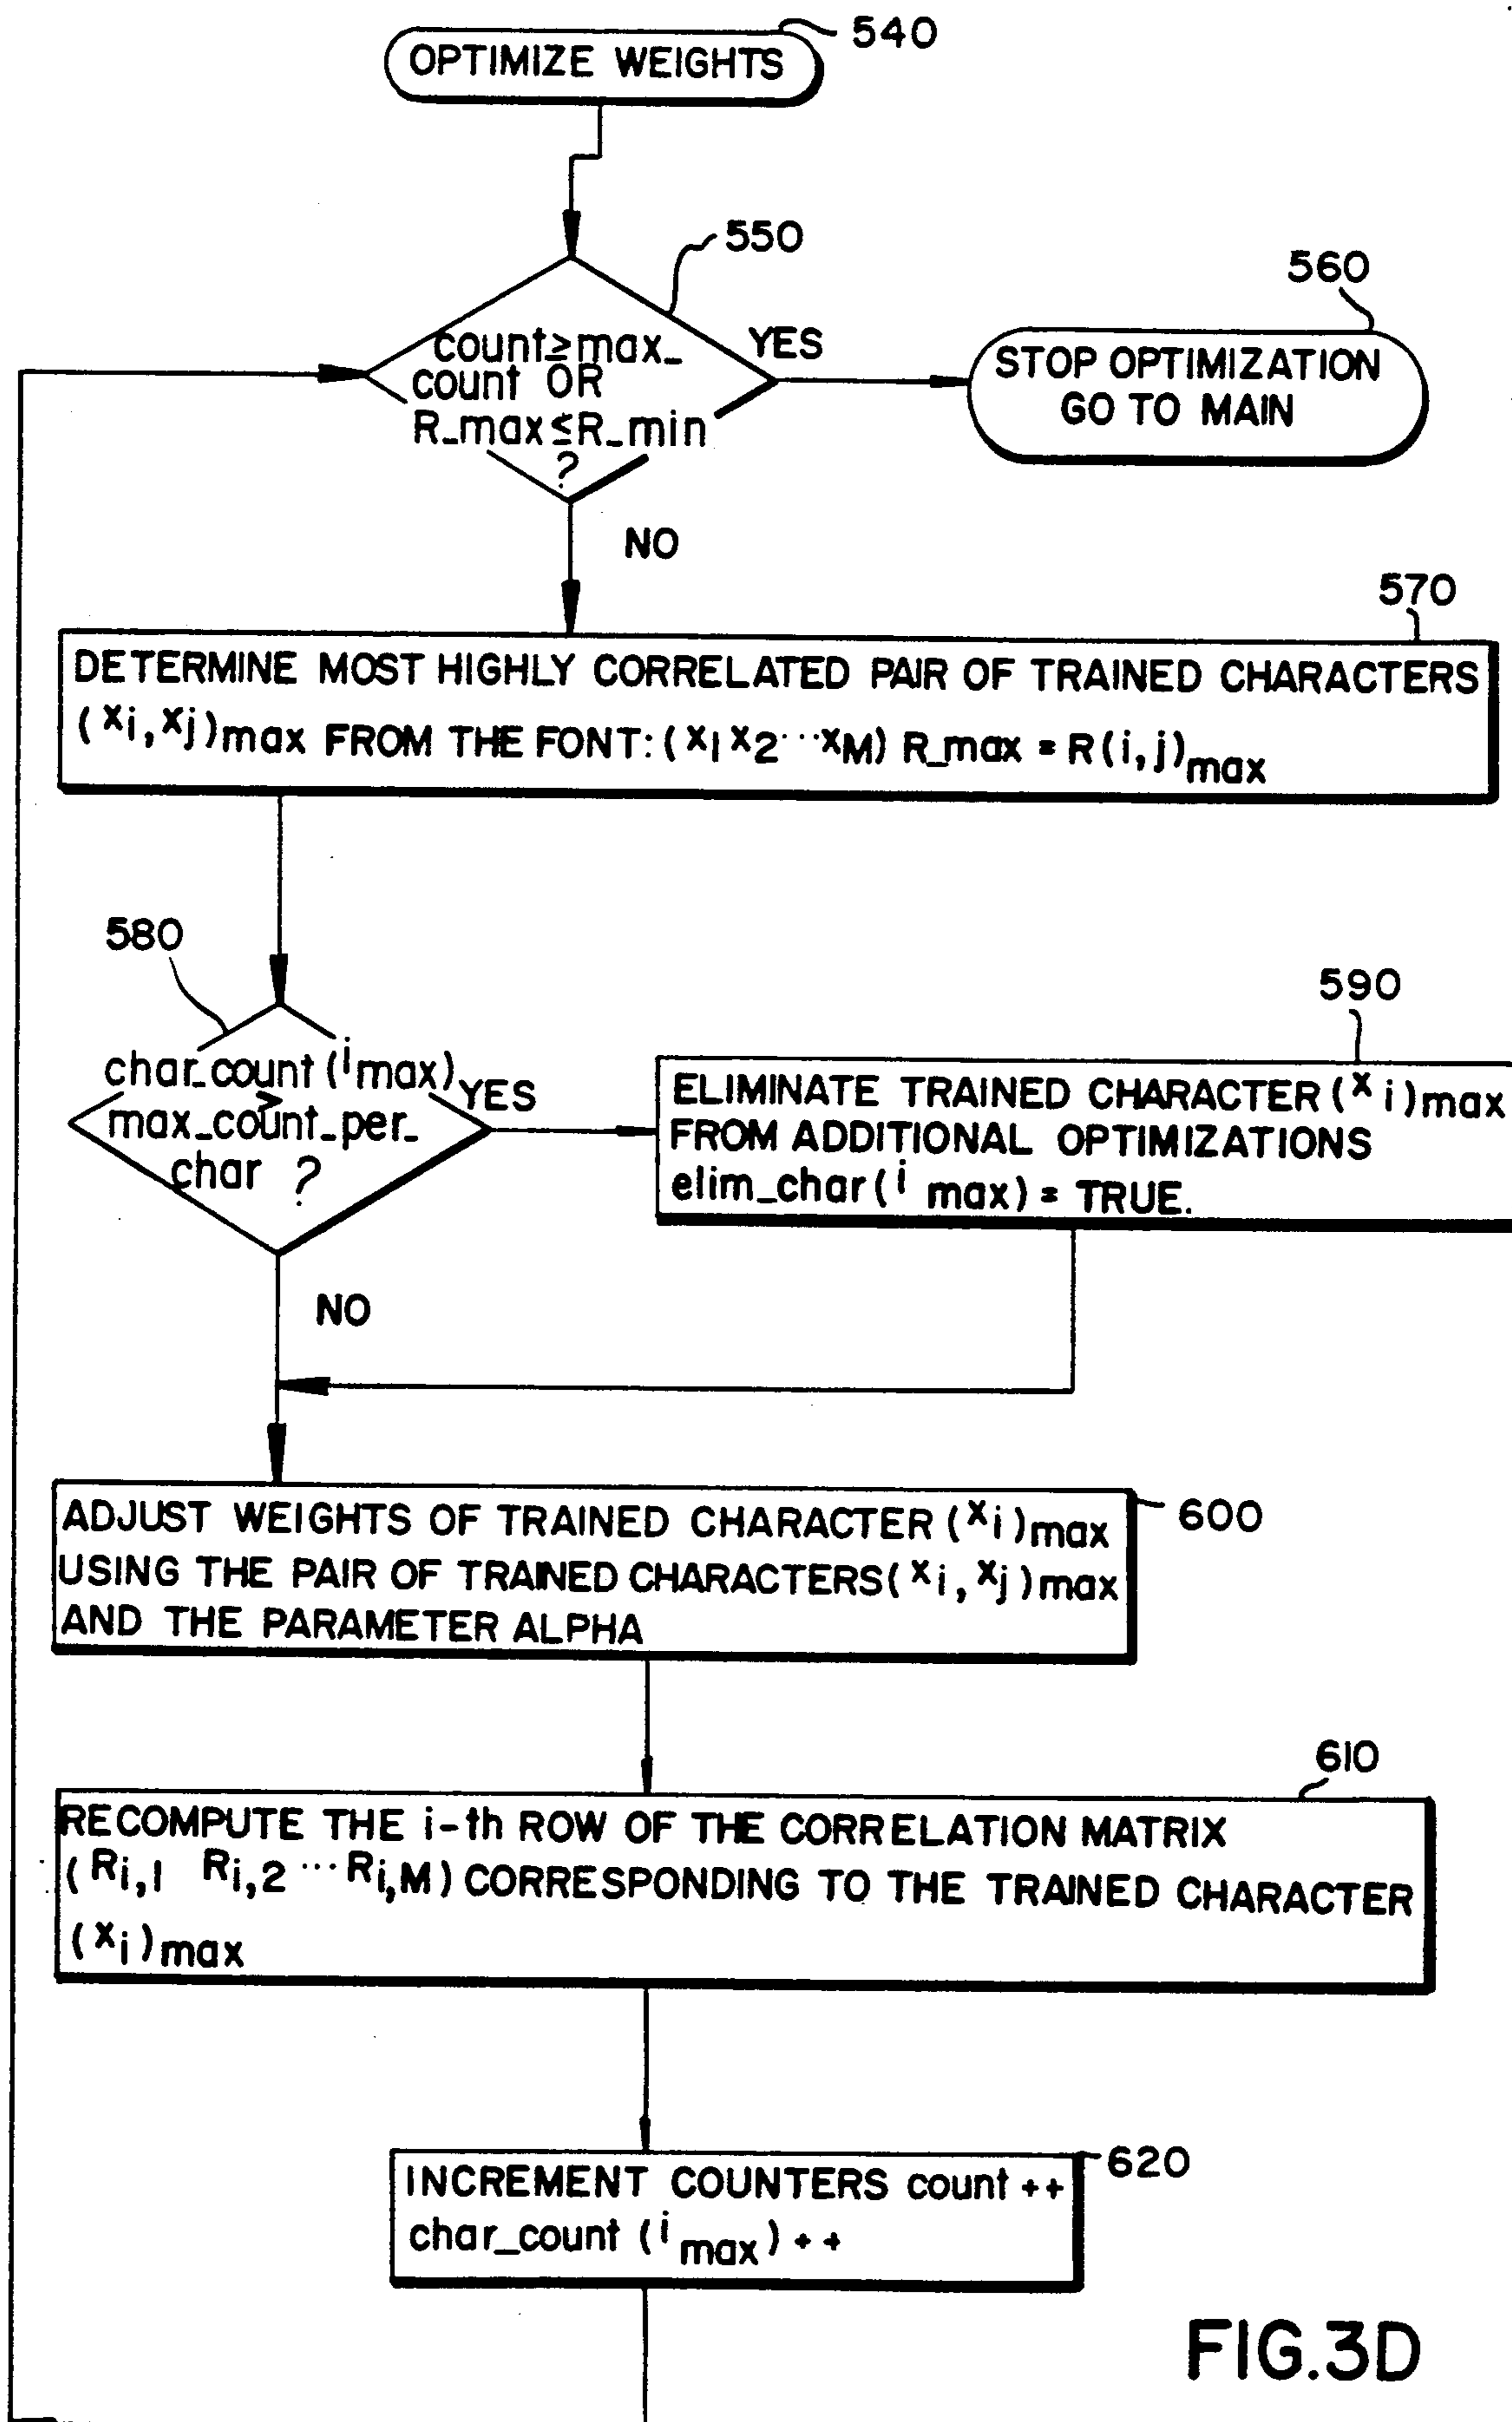 540
OPTIMIZE WEIGHTS
550
560
count≥max_
count OR
R_max≤R_min
?
YES
STOP OPTIMIZATION
GO TO MAIN
NO
570
DETERMINE MOST HIGHLY CORRELATED PAIR OF TRAINED CHARACTERS
(xi,xj)max FROM THE FONT: (x1 x2 ... xM) R_max = R(i,j)max
580
590
char_count (imax)
>
max_count_per_
char ?
YES
ELIMINATE TRAINED CHARACTER (xi)max
FROM ADDITIONAL OPTIMIZATIONS
elim_char(i max) = TRUE.
NO
600
ADJUST WEIGHTS OF TRAINED CHARACTER (xi)max
USING THE PAIR OF TRAINED CHARACTERS (xi, xj)max
AND THE PARAMETER ALPHA
610
RECOMPUTE THE i-th ROW OF THE CORRELATION MATRIX
(Ri,1 Ri,2 ... Ri,M) CORRESPONDING TO THE TRAINED CHARACTER
(xi)max
620
INCREMENT COUNTERS count ++
char_count (i max) ++
FIG.3D